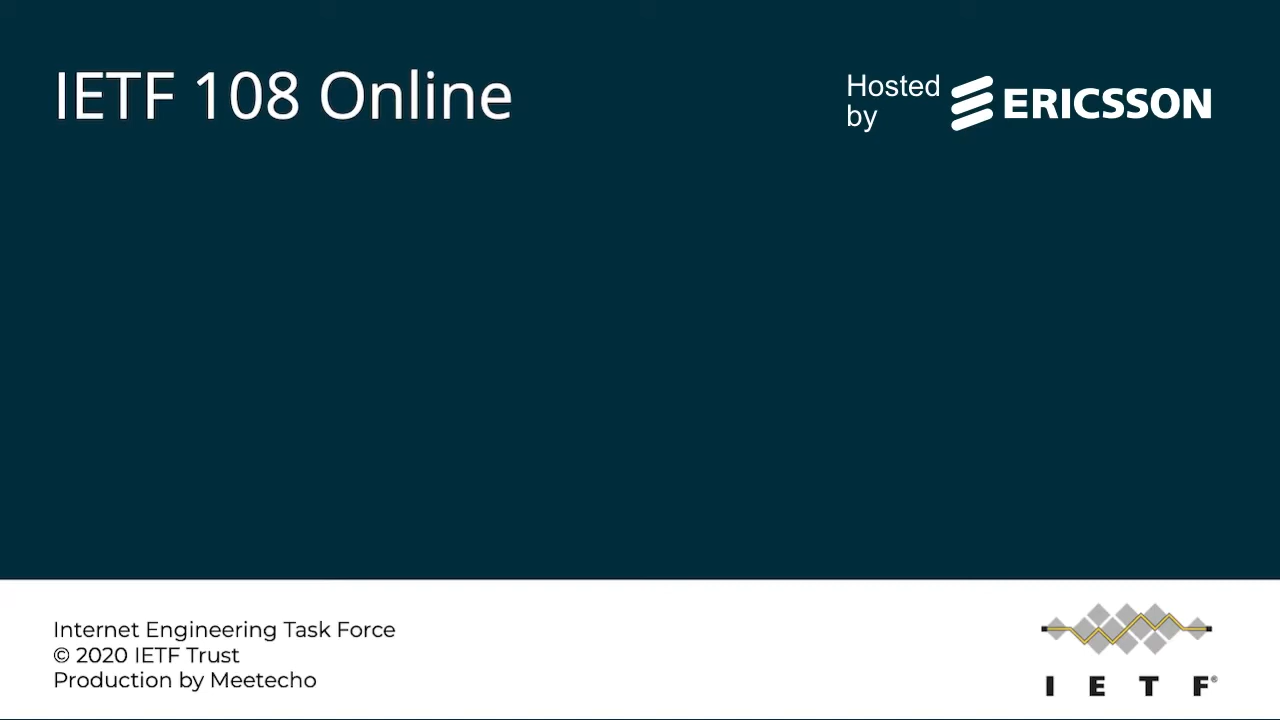 IETF 108 Online
Hosted
by
ERICSSON
Internet Engineering Task Force
© 2020 IETF Trust
Production by Meetecho
I E T F®